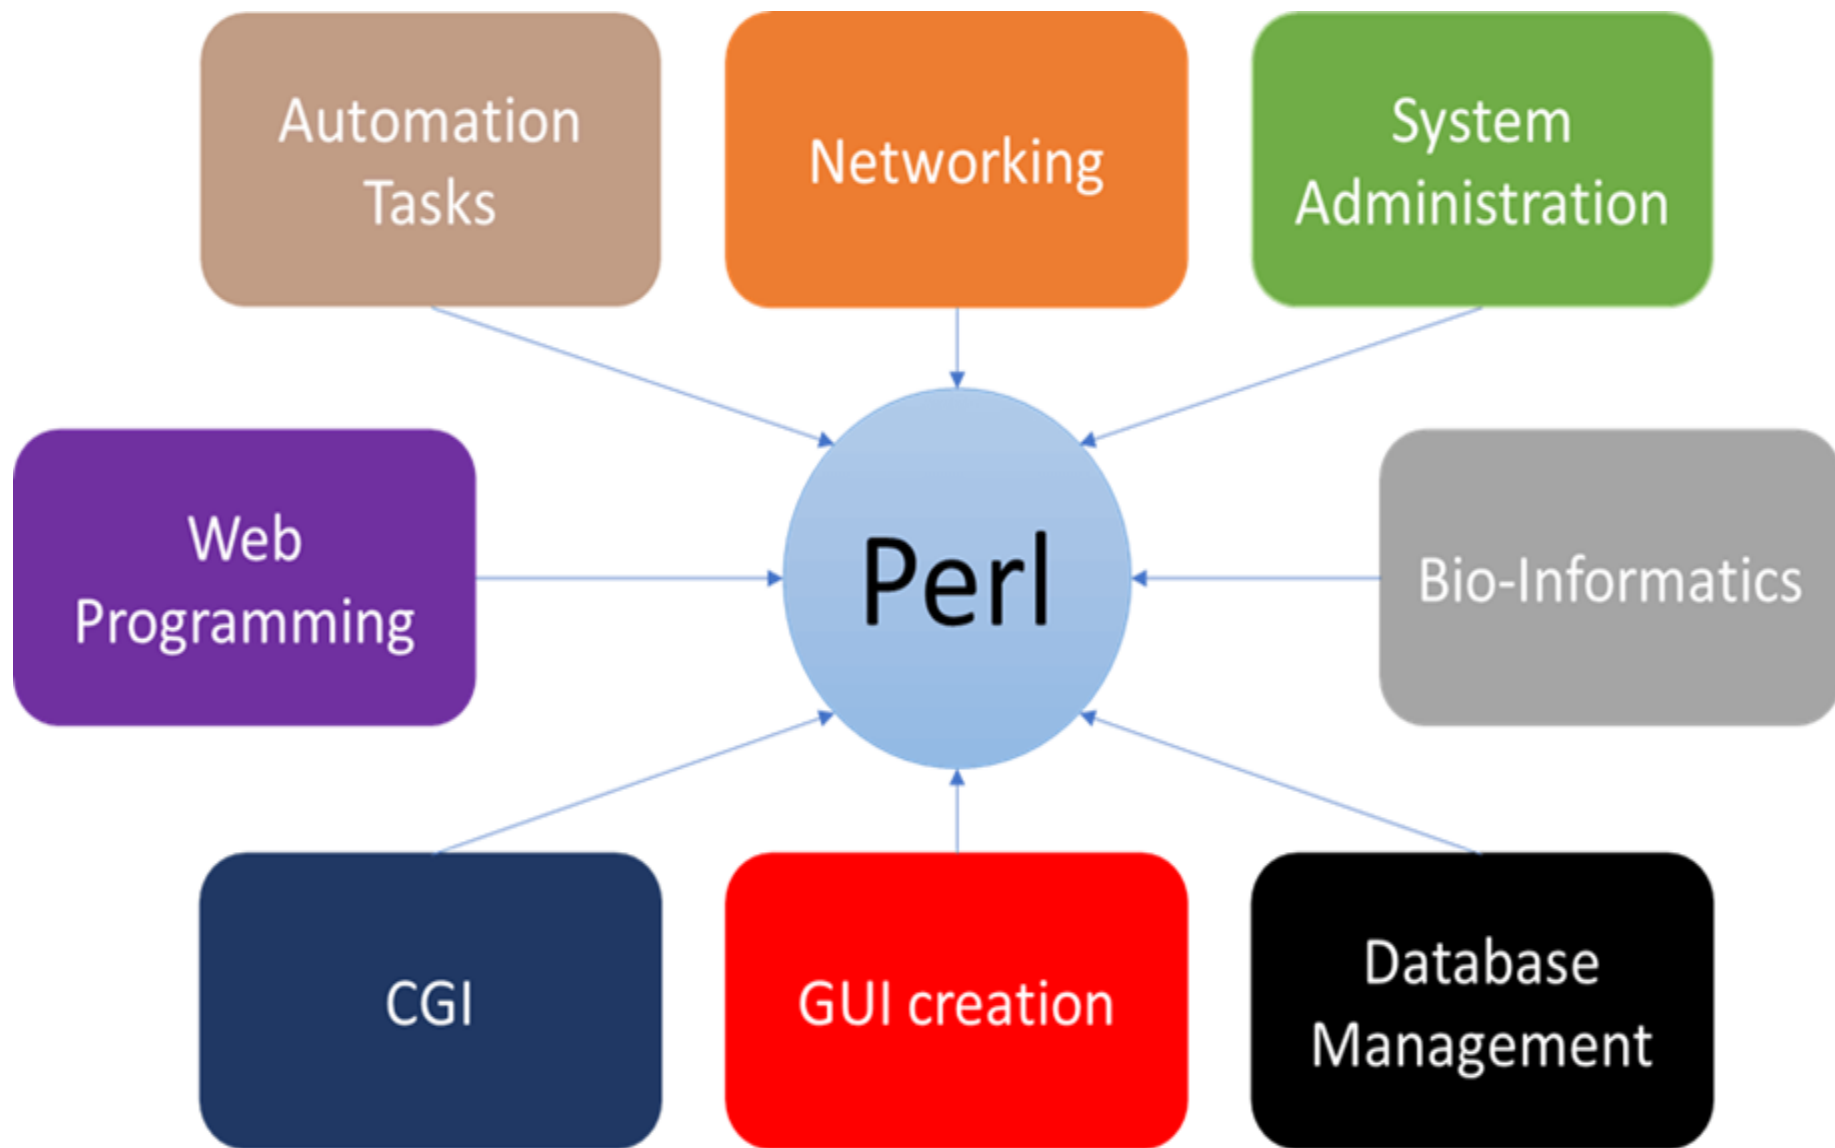 Automation
Tasks
Networking
System
Administration
Web
Programming
Perl
Bio-Informatics
CGI
GUI creation
Database
Management